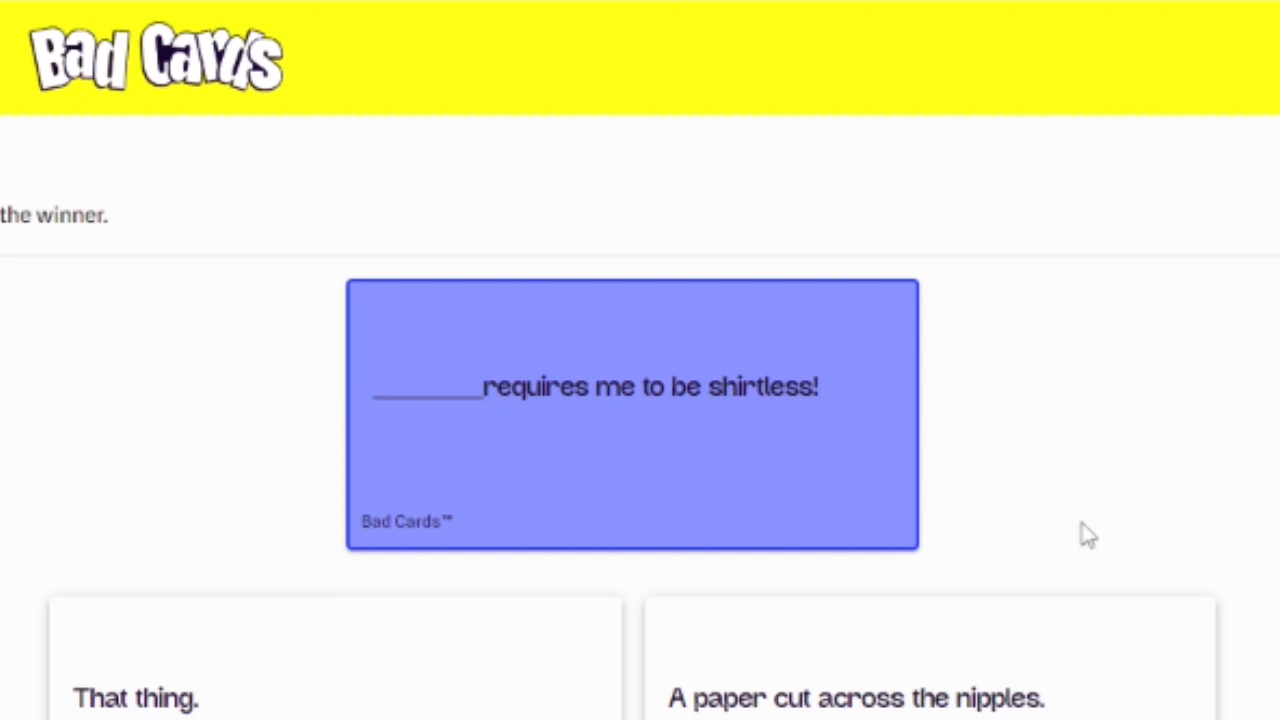 Bad Cards
the winner.
________requires me to be shirtless!
Bad Cards™
That thing.
A paper cut across the nipples.